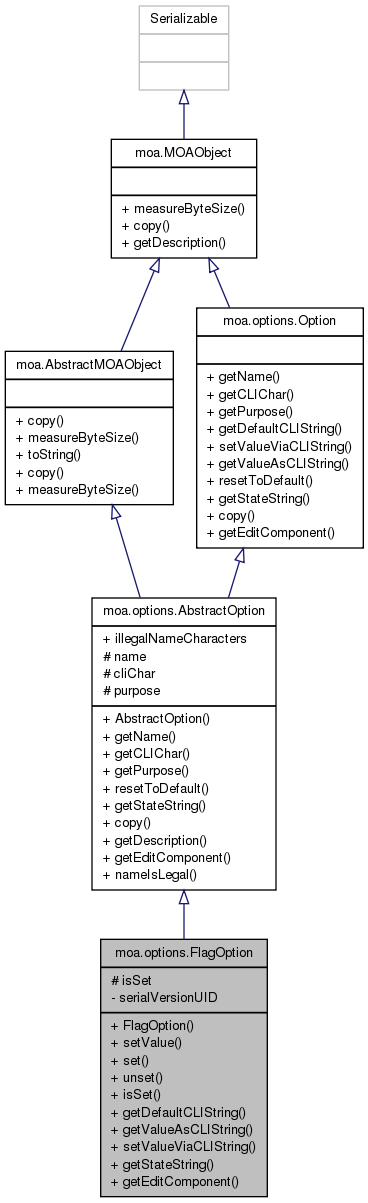 Serializable
moa.MOAObject
+ measureByteSize()
+ copy()
+ getDescription()
moa.options.Option
+ getName()
+ getCLIChar()
+ getPurpose()
+ getDefaultCLIString()
+ setValueViaCLIString()
+ getValueAsCLIString()
+ resetToDefault()
+ getStateString()
+ copy()
+ getEditComponent()
moa.AbstractMOAObject
+ copy()
+ measureByteSize()
+ toString()
+ copy()
+ measureByteSize()
moa.options.AbstractOption
+ illegalNameCharacters
# name
# cliChar
# purpose
+ AbstractOption()
+ getName()
+ getCLIChar()
+ getPurpose()
+ resetToDefault()
+ getStateString()
+ copy()
+ getDescription()
+ getEditComponent()
+ nameIsLegal()
moa.options.FlagOption
# isSet
- serialVersionUID
+ FlagOption()
+ setValue()
+ set()
+ unset()
+ isSet()
+ getDefaultCLIString()
+ getValueAsCLIString()
+ setValueViaCLIString()
+ getStateString()
+ getEditComponent()